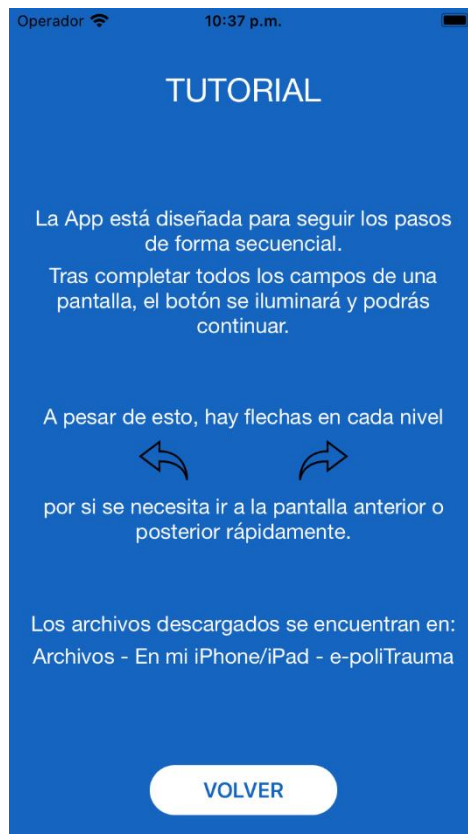 Operador 10:37 p.m.
TUTORIAL
La App está diseñada para seguir los pasos
de forma secuencial.
Tras completar todos los campos de una
pantalla, el botón se iluminará y podrás
continuar.
A pesar de esto, hay flechas en cada nivel
por si se necesita ir a la pantalla anterior o
posterior rápidamente.
Los archivos descargados se encuentran en:
Archivos - En mi iPhone/iPad - e-poliTrauma
VOLVER